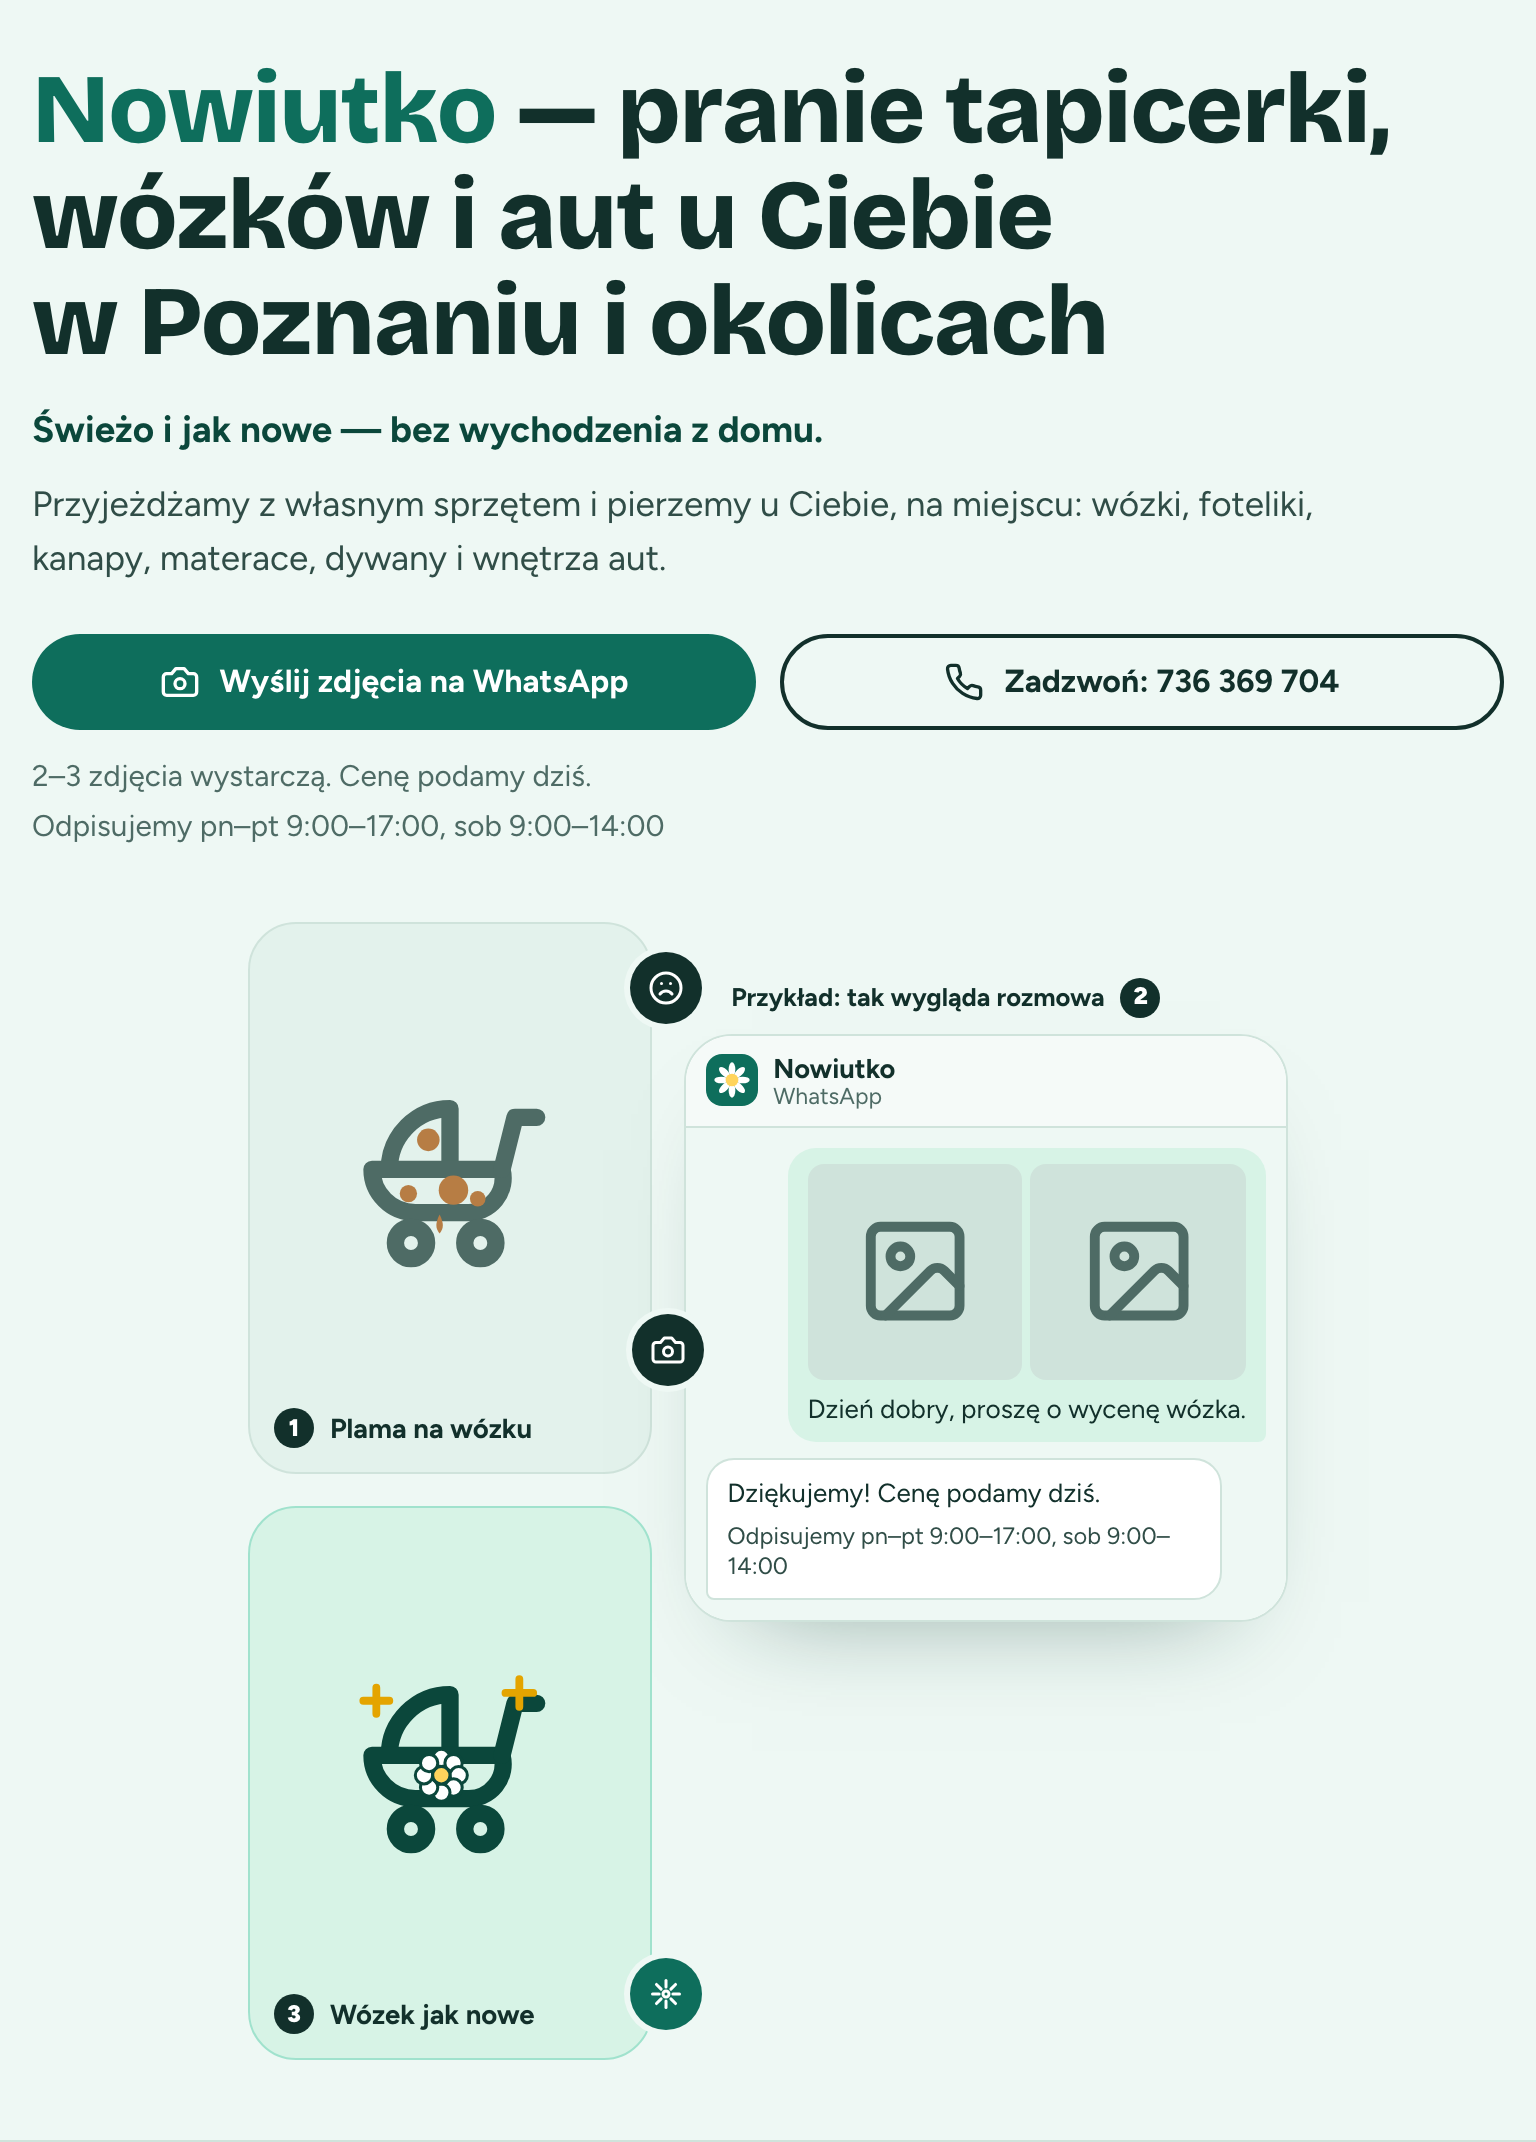 Nowiutko — pranie tapicerki,
wózków i aut u Ciebie
w Poznaniu i okolicach
Świeżo i jak nowe — bez wychodzenia z domu.
Przyjeżdżamy z własnym sprzętem i pierzemy u Ciebie, na miejscu: wózki, foteliki,
kanapy, materace, dywany i wnętrza aut.
Wyślij zdjęcia na WhatsApp
Zadzwoń: 736 369 704
2–3 zdjęcia wystarczą. Cenę podamy dziś.
Odpisujemy pn–pt 9:00–17:00, sob 9:00–14:00
1 Plama na wózku
Przykład: tak wygląda rozmowa 2
Nowiutko
WhatsApp
Dzień dobry, proszę o wycenę wózka.
Dziękujemy! Cenę podamy dziś.
Odpisujemy pn–pt 9:00–17:00, sob 9:00–
14:00
3 Wózek jak nowe